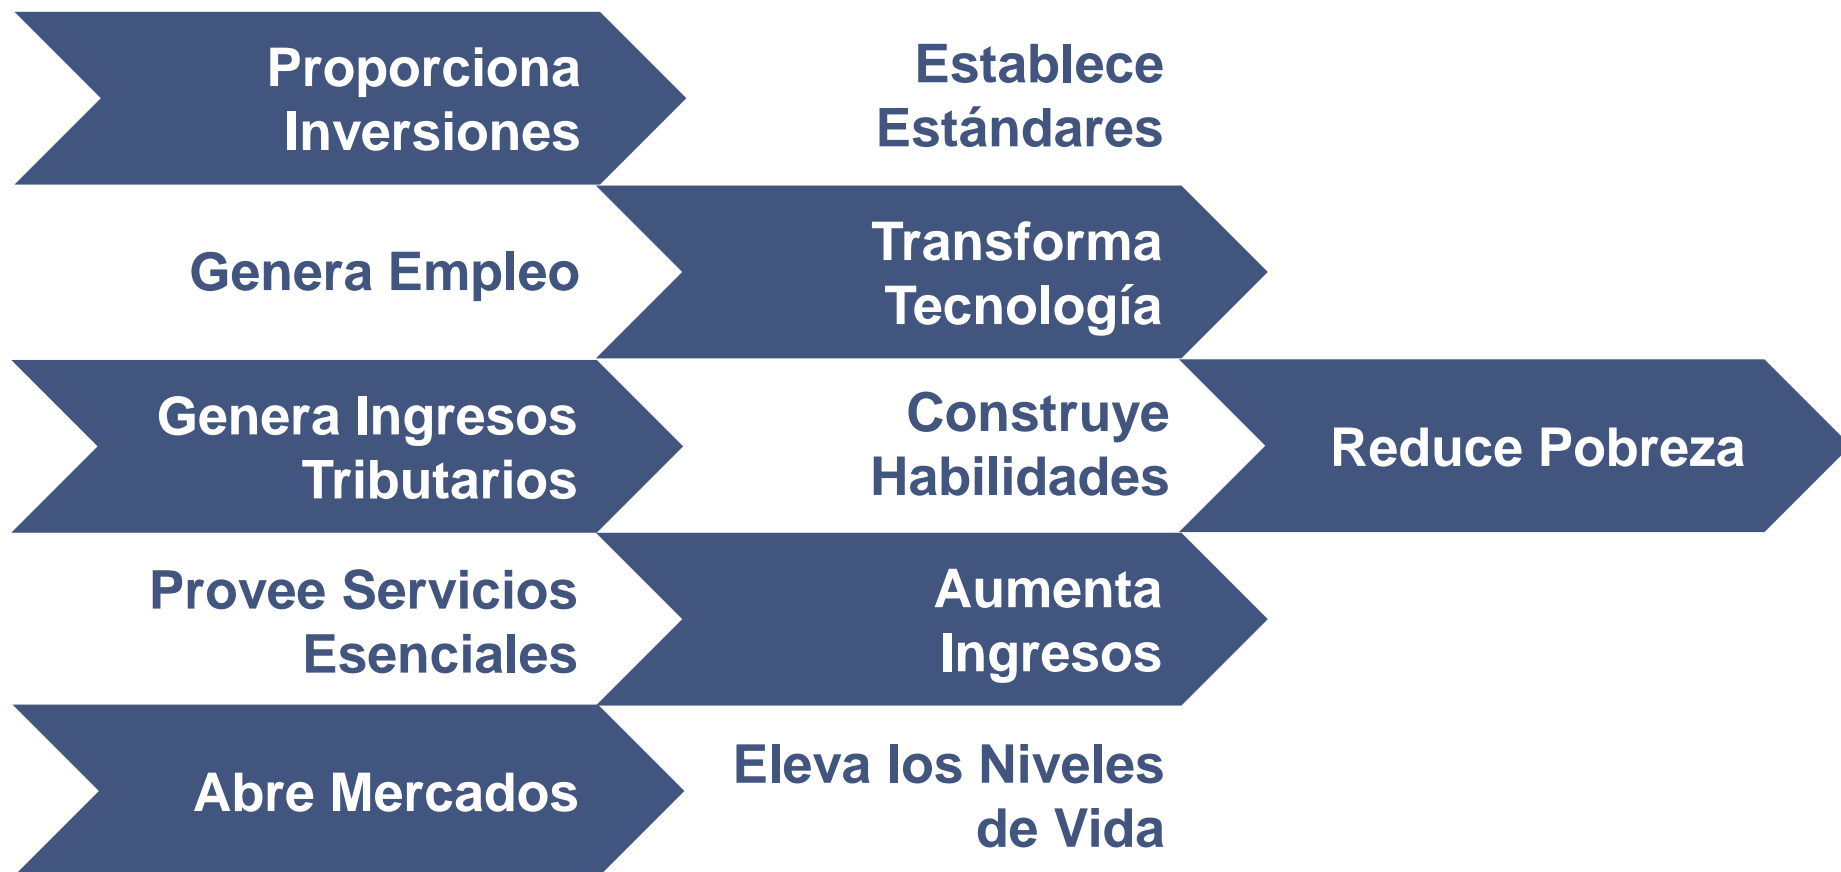 Proporciona
Inversiones
Genera Empleo
Genera Ingresos
Tributarios
Provee Servicios
Esenciales
Abre Mercados
Establece
Estándares
Transforma
Tecnología
Construye
Habilidades
Aumenta
Ingresos
Eleva los Niveles
de Vida
Reduce Pobreza